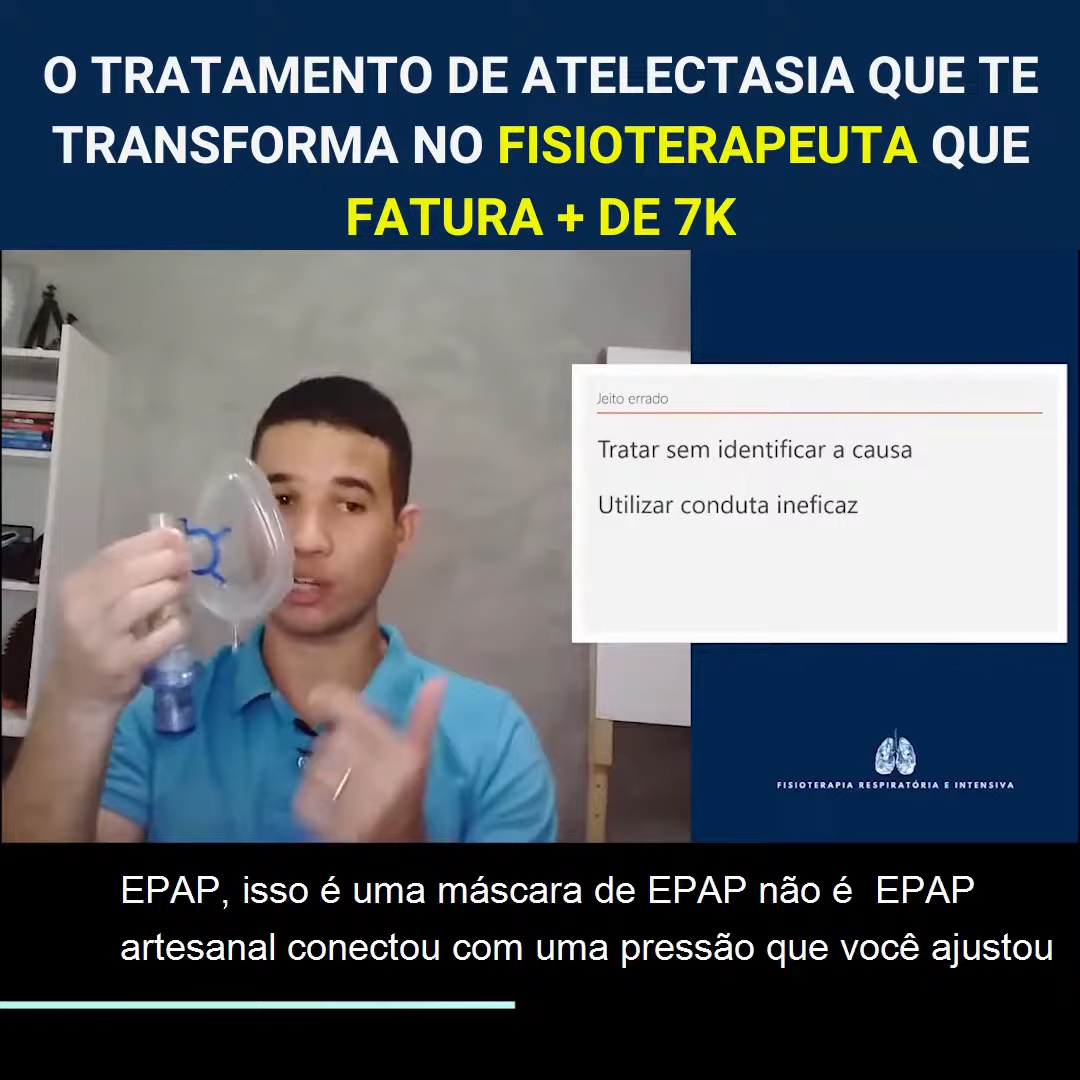 O TRATAMENTO DE ATELECTASIA QUE TE
TRANSFORMA NO FISIOTERAPEUTA QUE
FATURA + DE 7K
Jeito errado
Tratar sem identificar a causa
Utilizar conduta ineficaz
FISIOTERAPIA RESPIRATÓRIA E INTENSIVA
EPAP, isso é uma máscara de EPAP não é  EPAP
artesanal conectou com uma pressão que você ajustou